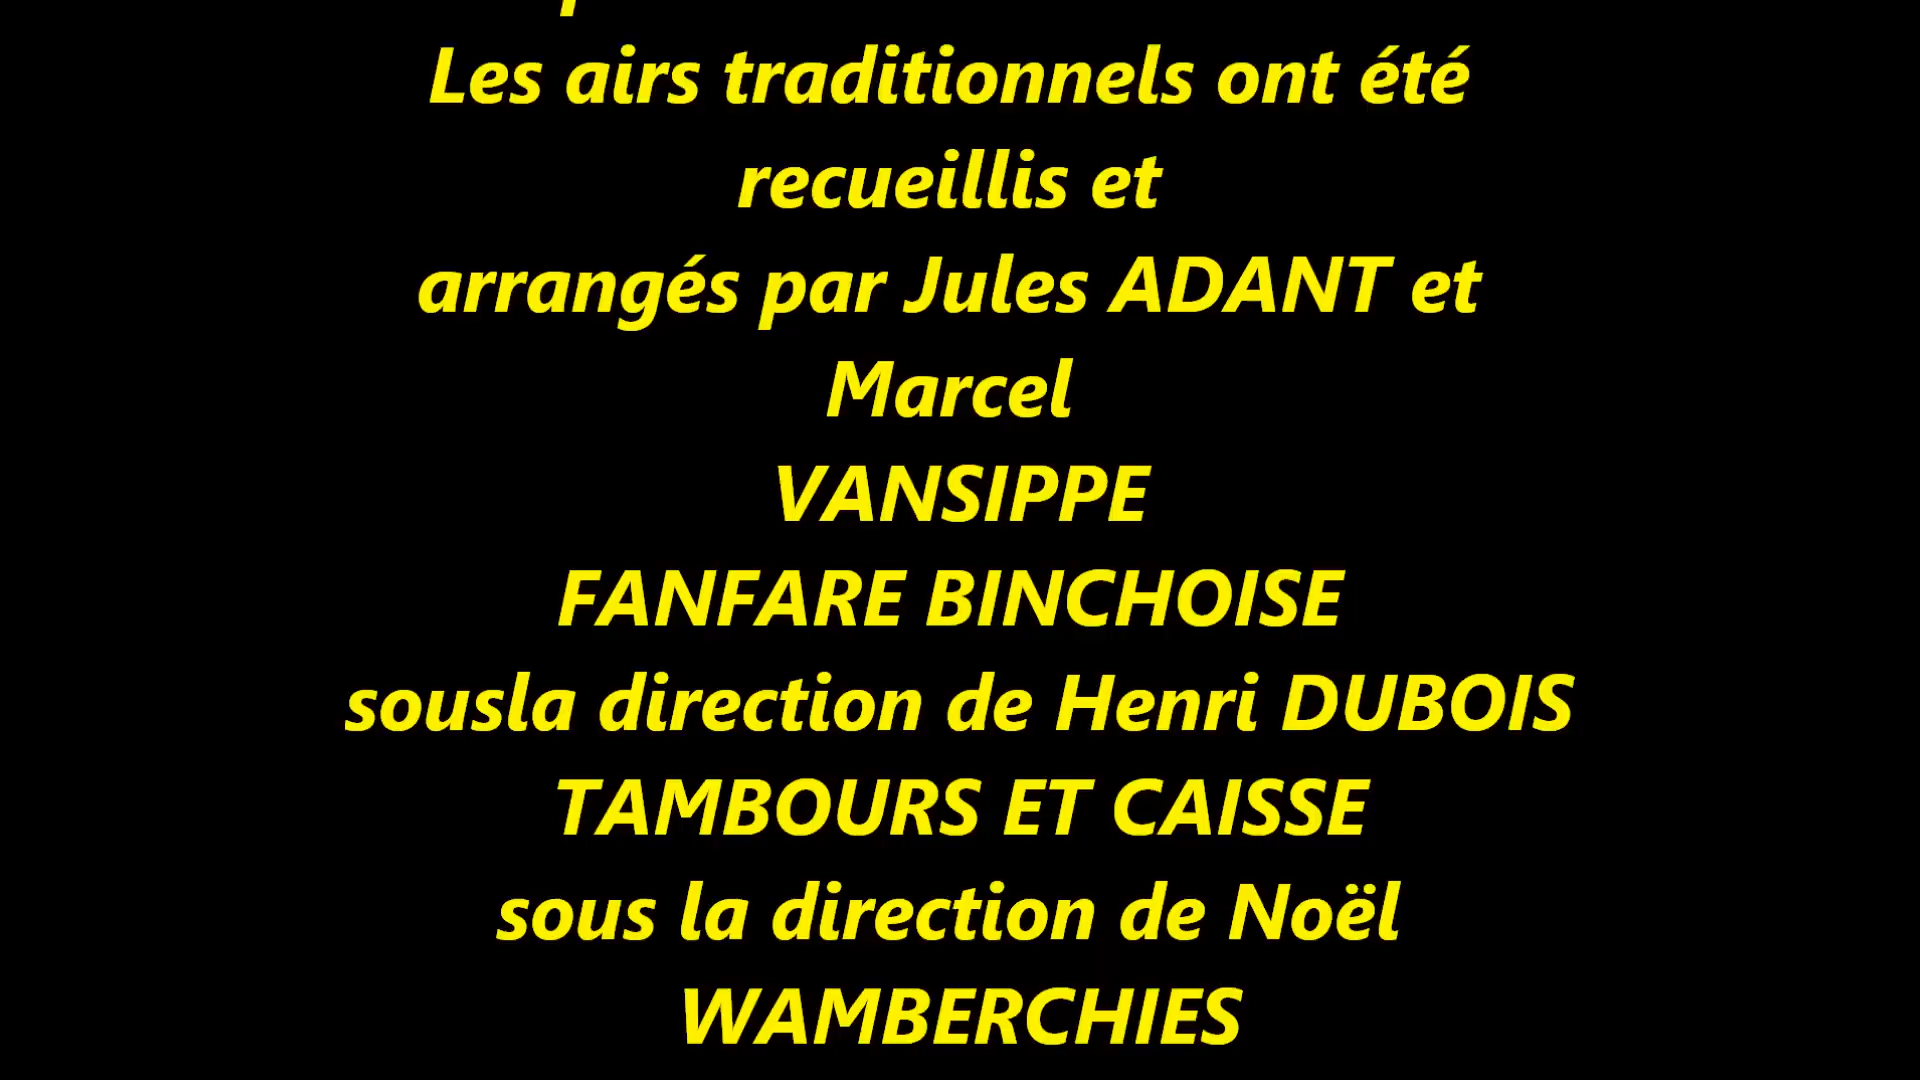 Les airs traditionnels ont été
recueillis et
arrangés par Jules ADANT et
Marcel
VANSIPPE
FANFARE BINCHOISE
sousla direction de Henri DUBOIS
TAMBOURS ET CAISSE
sous la direction de Noël
WAMBERCHIES